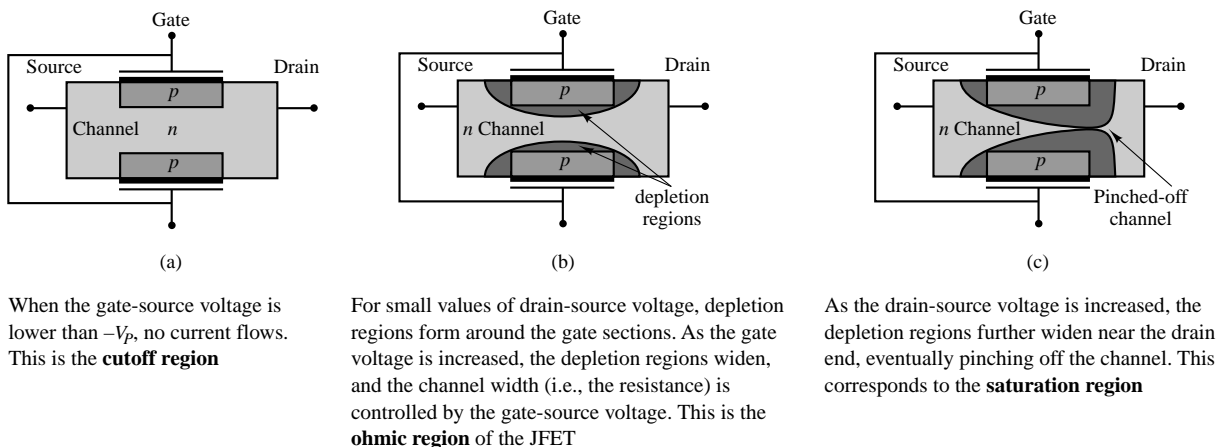 Gate
Source
Drain
p
Channel
n
p
(a)
When the gate-source voltage is
lower than –V_P, no current flows.
This is the cutoff region
Gate
Source
Drain
p
n Channel
p
depletion
regions
(b)
For small values of drain-source voltage, depletion
regions form around the gate sections. As the gate
voltage is increased, the depletion regions widen,
and the channel width (i.e., the resistance) is
controlled by the gate-source voltage. This is the
ohmic region of the JFET
Gate
Source
Drain
p
n Channel
p
Pinched-off
channel
(c)
As the drain-source voltage is increased, the
depletion regions further widen near the drain
end, eventually pinching off the channel. This
corresponds to the saturation region